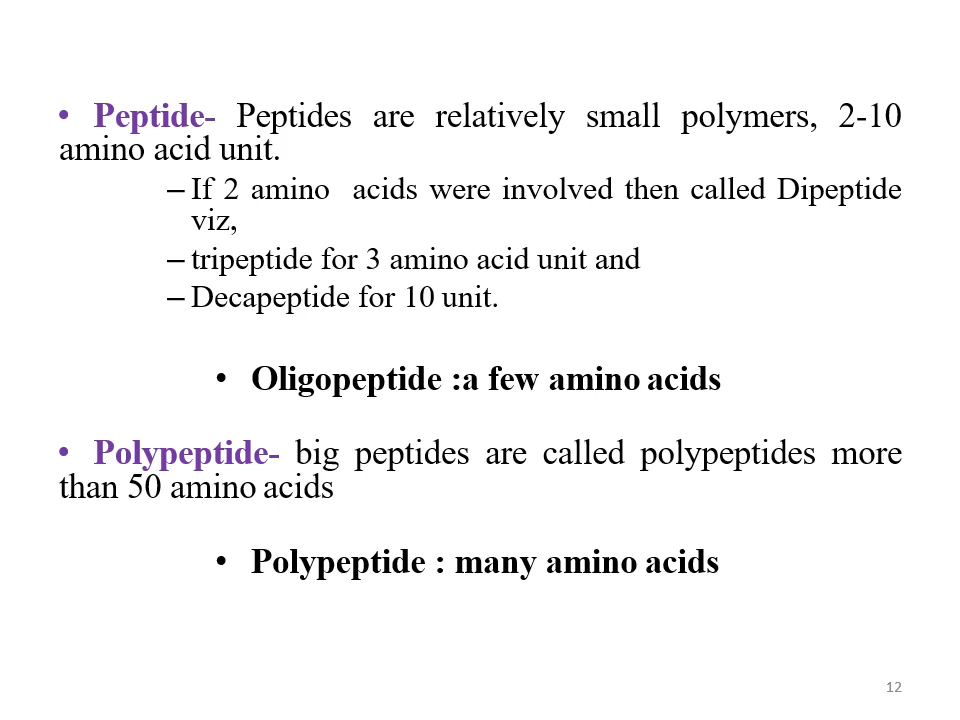 • Peptide- Peptides are relatively small polymers, 2-10
amino acid unit.
– If 2 amino acids were involved then called Dipeptide
viz,
– tripeptide for 3 amino acid unit and
– Decapeptide for 10 unit.
• Oligopeptide :a few amino acids
• Polypeptide- big peptides are called polypeptides more
than 50 amino acids
• Polypeptide : many amino acids
12